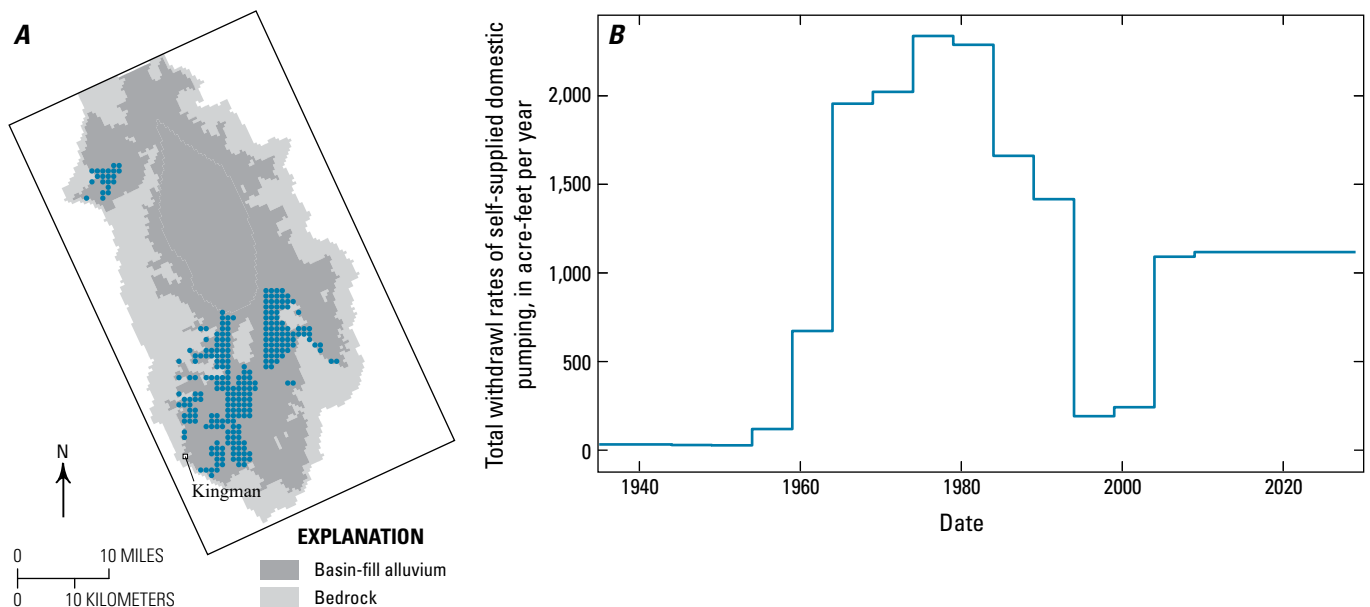 A
Kingman
N
0 10 MILES
0 10 KILOMETERS
EXPLANATION
Basin-fill alluvium
Bedrock
B
Total withdrawl rates of self-supplied domestic
pumping, in acre-feet per year
2,000
1,500
1,000
500
0
1940 1960 1980 2000 2020
Date